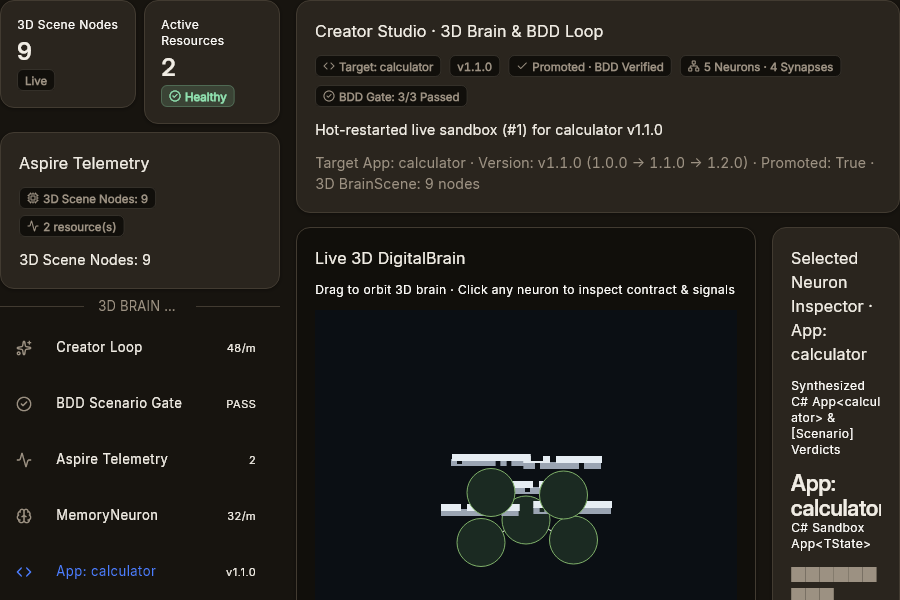 3D Scene Nodes
9
Live
Active
Resources
2
Healthy
Aspire Telemetry
3D Scene Nodes: 9
2 resource(s)
3D Scene Nodes: 9
3D BRAIN ...
Creator Loop 48/m
BDD Scenario Gate PASS
Aspire Telemetry 2
MemoryNeuron 32/m
App: calculator v1.1.0
Creator Studio · 3D Brain & BDD Loop
Target: calculator v1.1.0 Promoted · BDD Verified 5 Neurons · 4 Synapses
BDD Gate: 3/3 Passed
Hot-restarted live sandbox (#1) for calculator v1.1.0
Target App: calculator · Version: v1.1.0 (1.0.0 → 1.1.0 → 1.2.0) · Promoted: True ·
3D BrainScene: 9 nodes
Live 3D DigitalBrain
Drag to orbit 3D brain · Click any neuron to inspect contract & signals
Selected
Neuron
Inspector ·
App:
calculator
Synthesized
C# App<calcul
ator> &
[Scenario]
Verdicts
App:
calculator
C# Sandbox
App<TState>